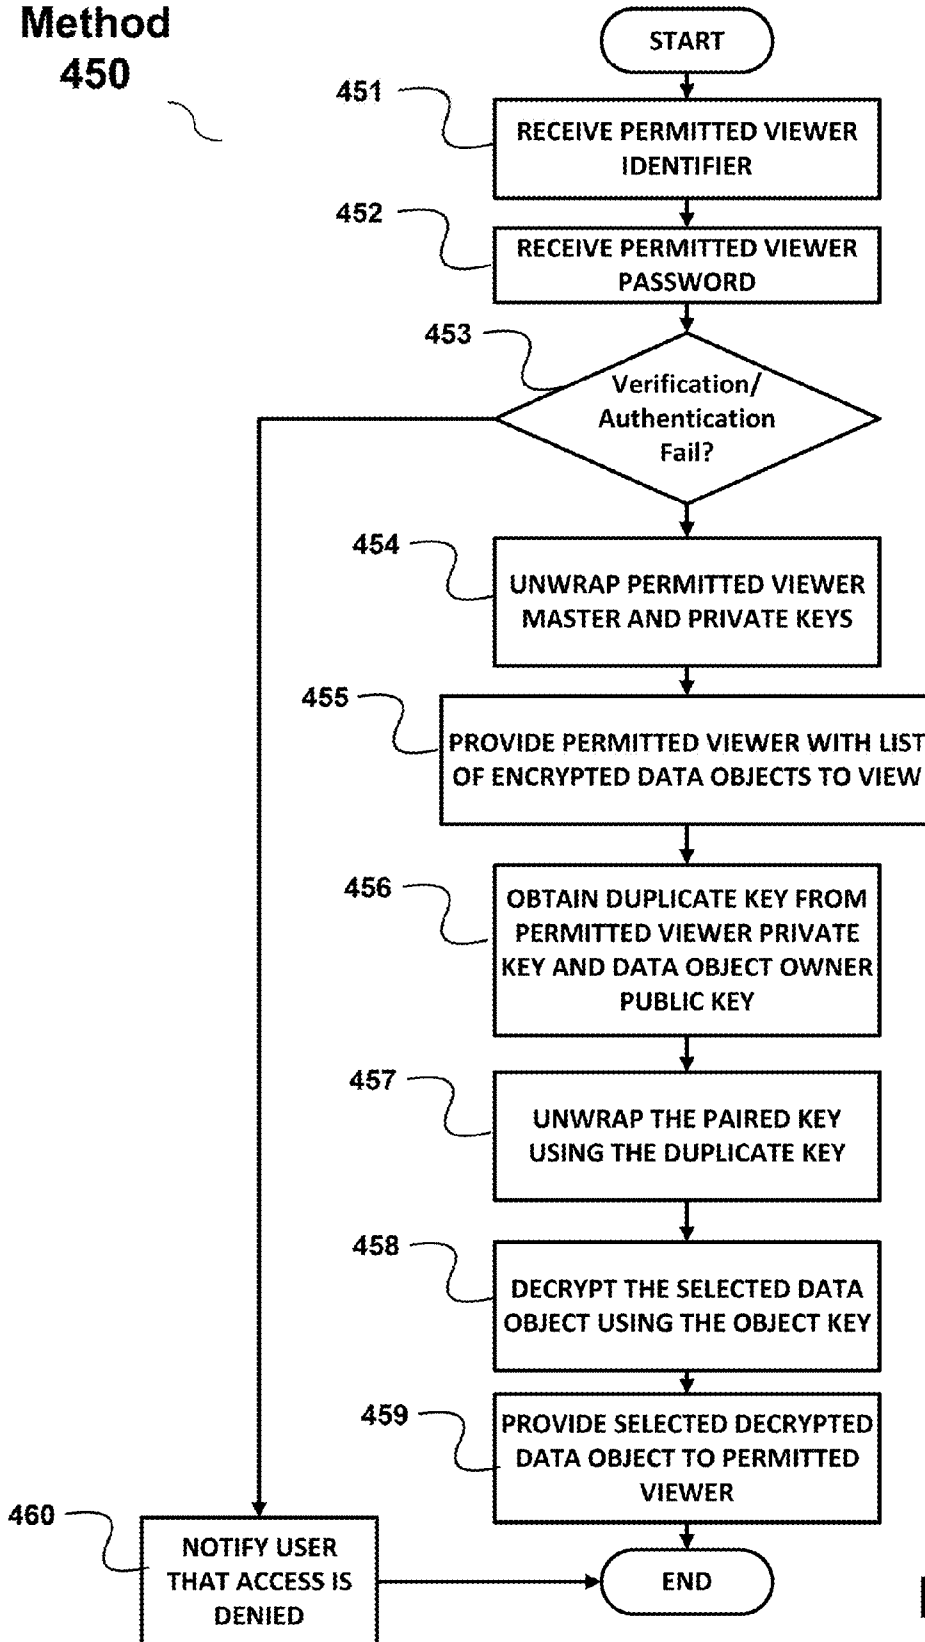 Method
450
START
451
RECEIVE PERMITTED VIEWER
IDENTIFIER
452
RECEIVE PERMITTED VIEWER
PASSWORD
453
Verification/
Authentication
Fail?
454
UNWRAP PERMITTED VIEWER
MASTER AND PRIVATE KEYS
455
PROVIDE PERMITTED VIEWER WITH LIST
OF ENCRYPTED DATA OBJECTS TO VIEW
456
OBTAIN DUPLICATE KEY FROM
PERMITTED VIEWER PRIVATE
KEY AND DATA OBJECT OWNER
PUBLIC KEY
457
UNWRAP THE PAIRED KEY
USING THE DUPLICATE KEY
458
DECRYPT THE SELECTED DATA
OBJECT USING THE OBJECT KEY
459
PROVIDE SELECTED DECRYPTED
DATA OBJECT TO PERMITTED
VIEWER
460
NOTIFY USER
THAT ACCESS IS
DENIED
END